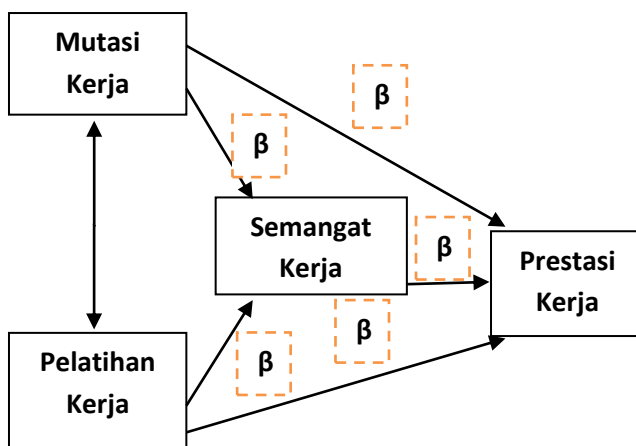 Mutasi
Kerja
β
β
Semangat
Kerja
β
Prestasi
Kerja
β
β
Pelatihan
Kerja